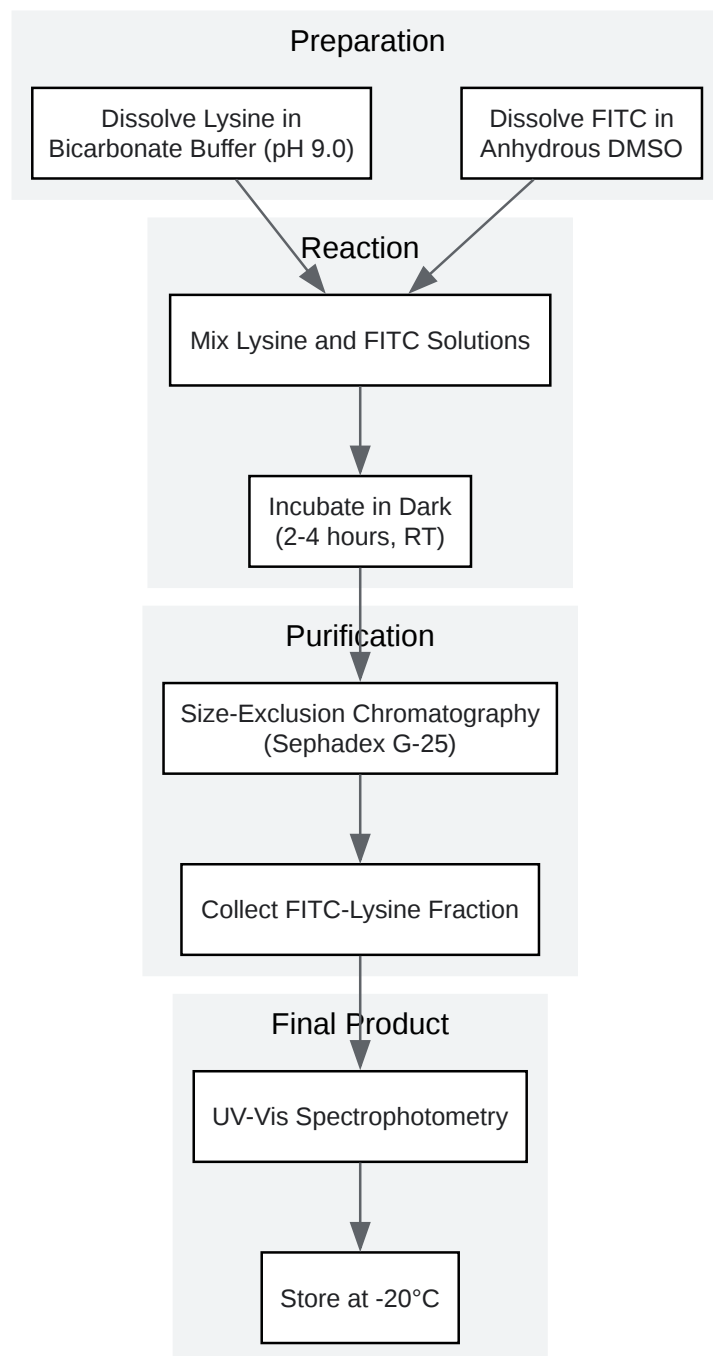 Preparation
Dissolve Lysine in
Bicarbonate Buffer (pH 9.0)
Dissolve FITC in
Anhydrous DMSO
Reaction
Mix Lysine and FITC Solutions
Incubate in Dark
(2-4 hours, RT)
Purification
Size-Exclusion Chromatography
(Sephadex G-25)
Collect FITC-Lysine Fraction
Final Product
UV-Vis Spectrophotometry
Store at -20°C